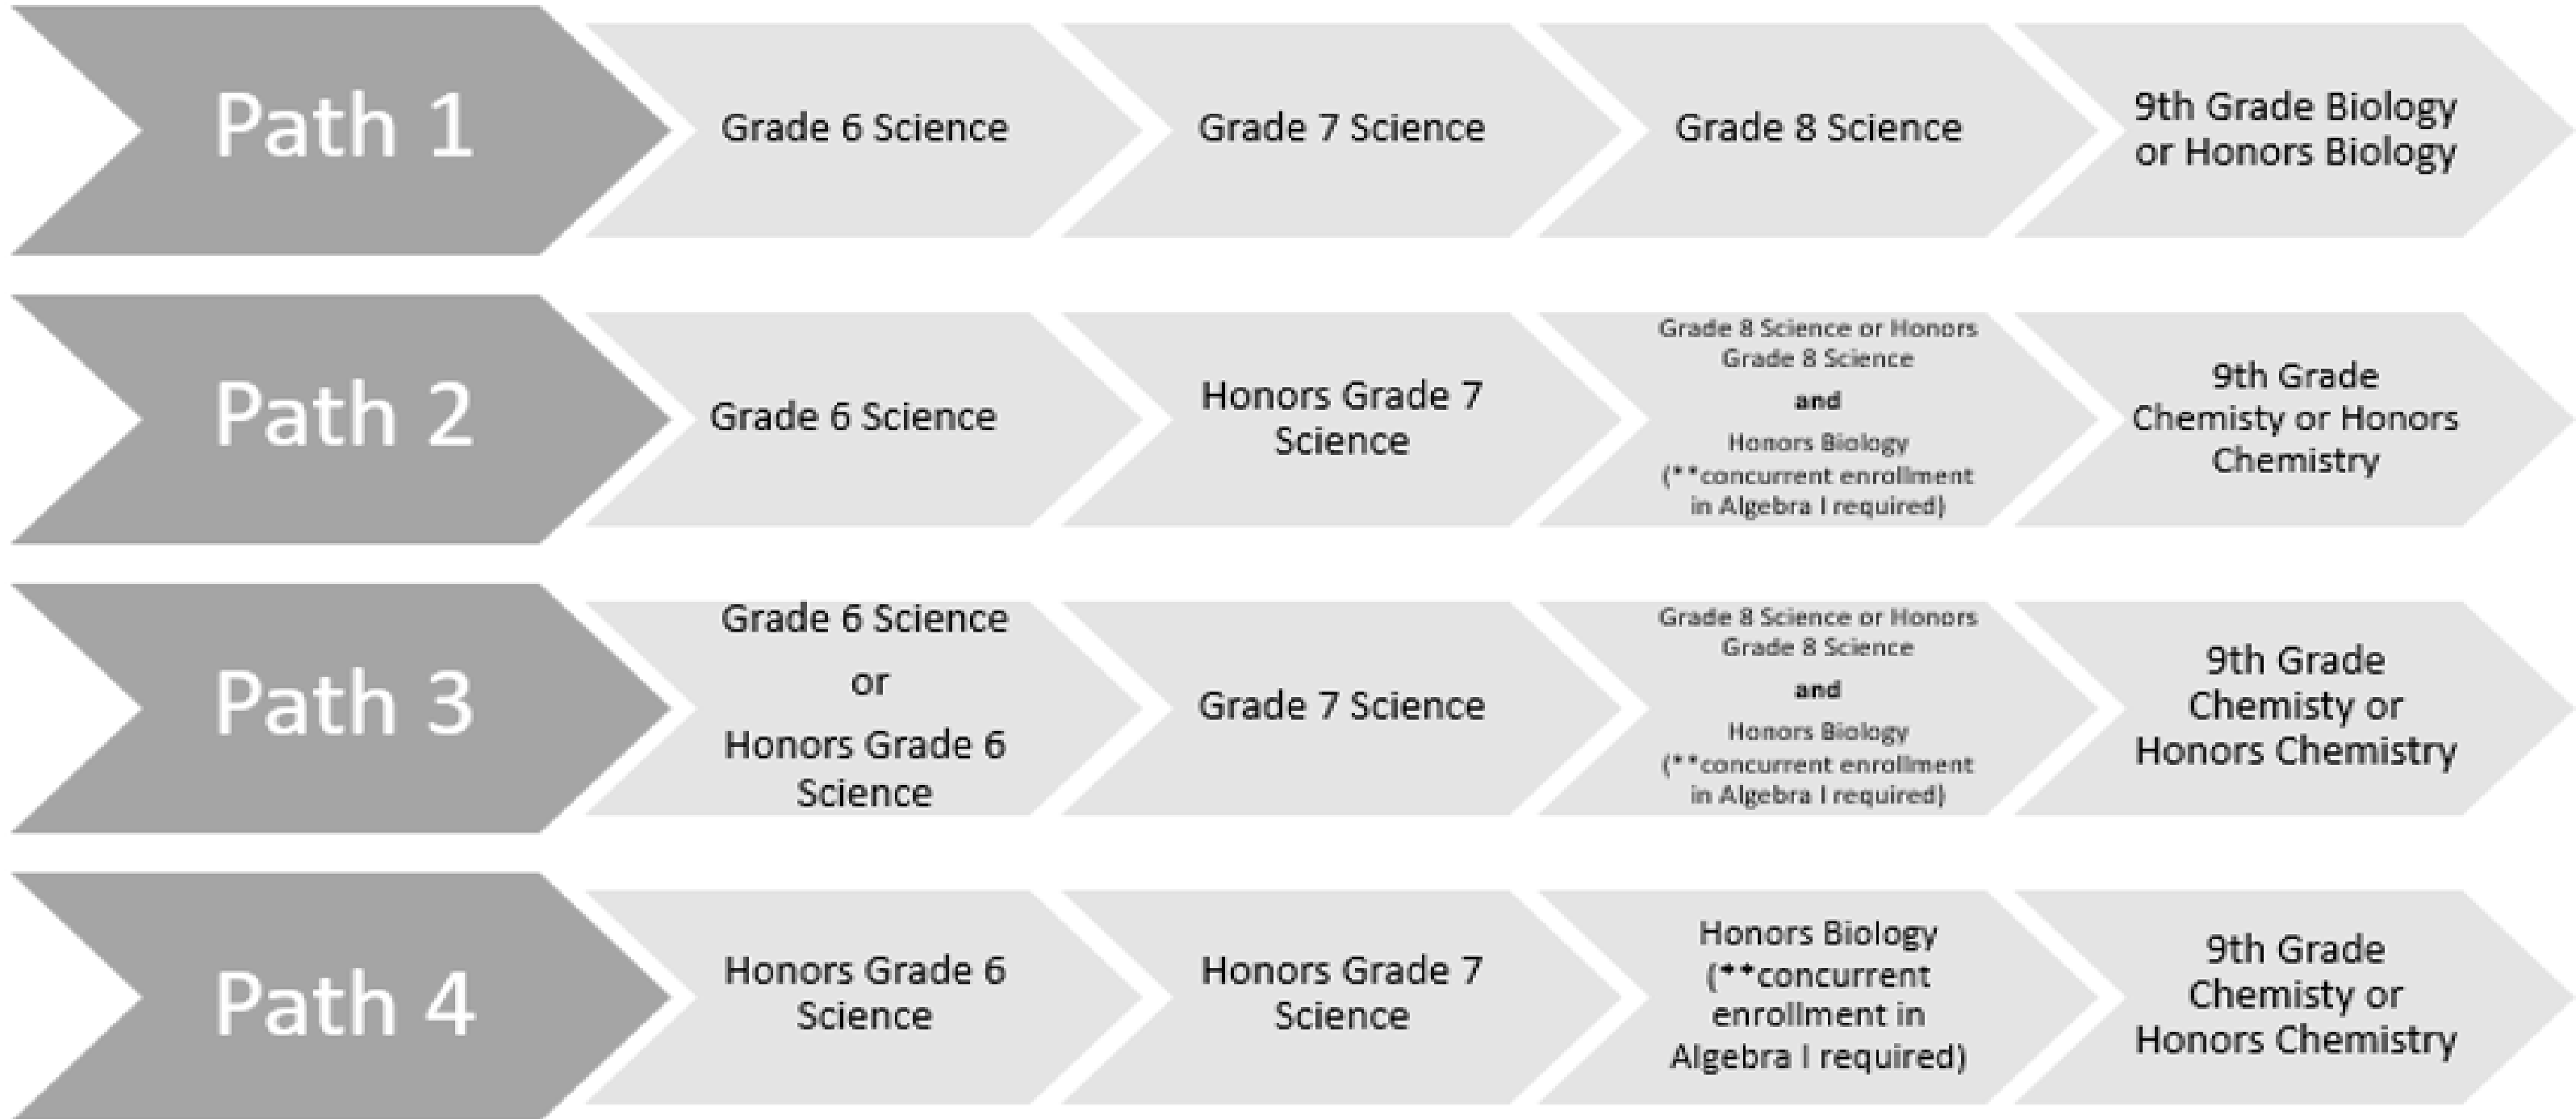 Path 1
Grade 6 Science
Grade 7 Science
Grade 8 Science
9th Grade Biology
or Honors Biology
Path 2
Grade 6 Science
Honors Grade 7
Science
Grade 8 Science or Honors
Grade 8 Science
and
Honors Biology
(**concurrent enrollment
in Algebra I required)
9th Grade
Chemisty or Honors
Chemistry
Path 3
Grade 6 Science
or
Honors Grade 6
Science
Grade 7 Science
Grade 8 Science or Honors
Grade 8 Science
and
Honors Biology
(**concurrent enrollment
in Algebra I required)
9th Grade
Chemisty or
Honors Chemistry
Path 4
Honors Grade 6
Science
Honors Grade 7
Science
Honors Biology
(**concurrent
enrollment in
Algebra I required)
9th Grade
Chemisty or
Honors Chemistry